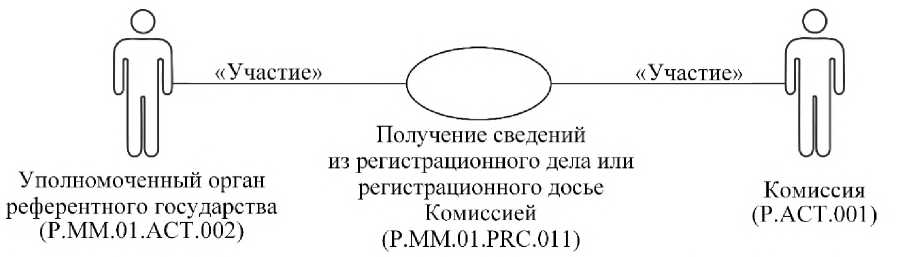 «Участие»
«Участие»
Получение сведений
из регистрационного дела или
регистрационного досье
Комиссией
(P.MM.01.PRC.011)
Уполномоченный орган
референтного государства
(P.MM.01.ACT.002)
Комиссия
(P.ACT.001)